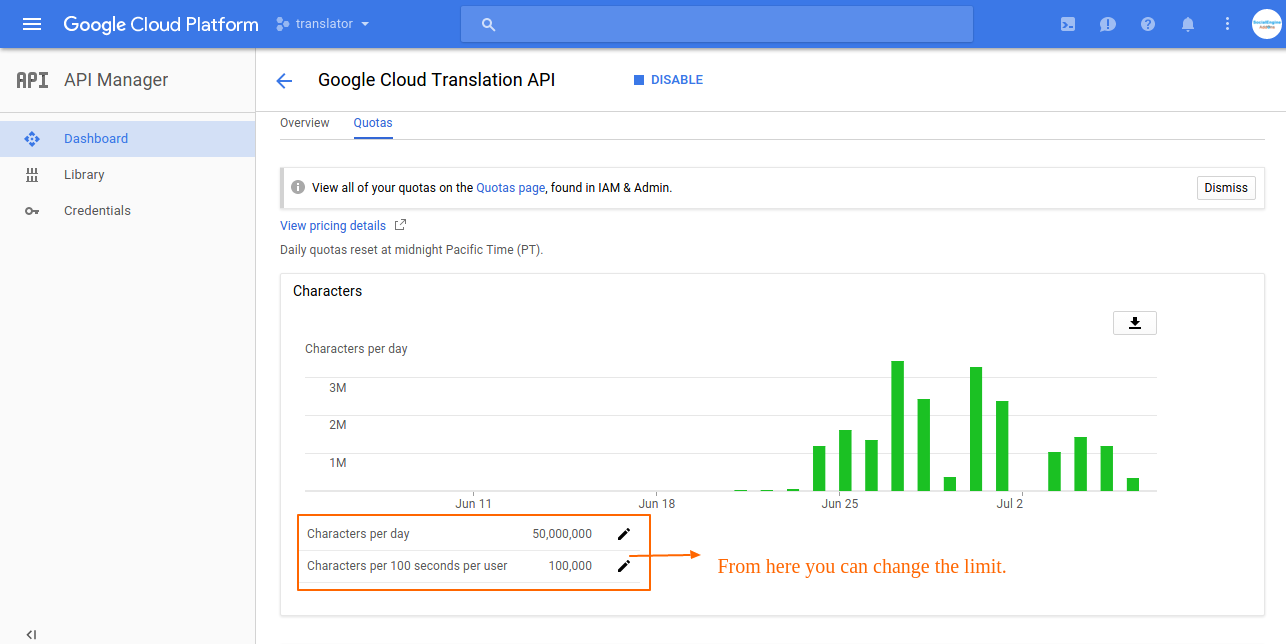 Google Cloud Platform translator
API API Manager
Google Cloud Translation API DISABLE
Dashboard
Library
Credentials
Overview Quotas
View all of your quotas on the Quotas page, found in IAM & Admin. Dismiss
View pricing details
Daily quotas reset at midnight Pacific Time (PT).
Characters
Characters per day
3M
2M
1M
Jun 11 Jun 18 Jun 25 Jul 2
Characters per day 50,000,000
Characters per 100 seconds per user 100,000
From here you can change the limit.